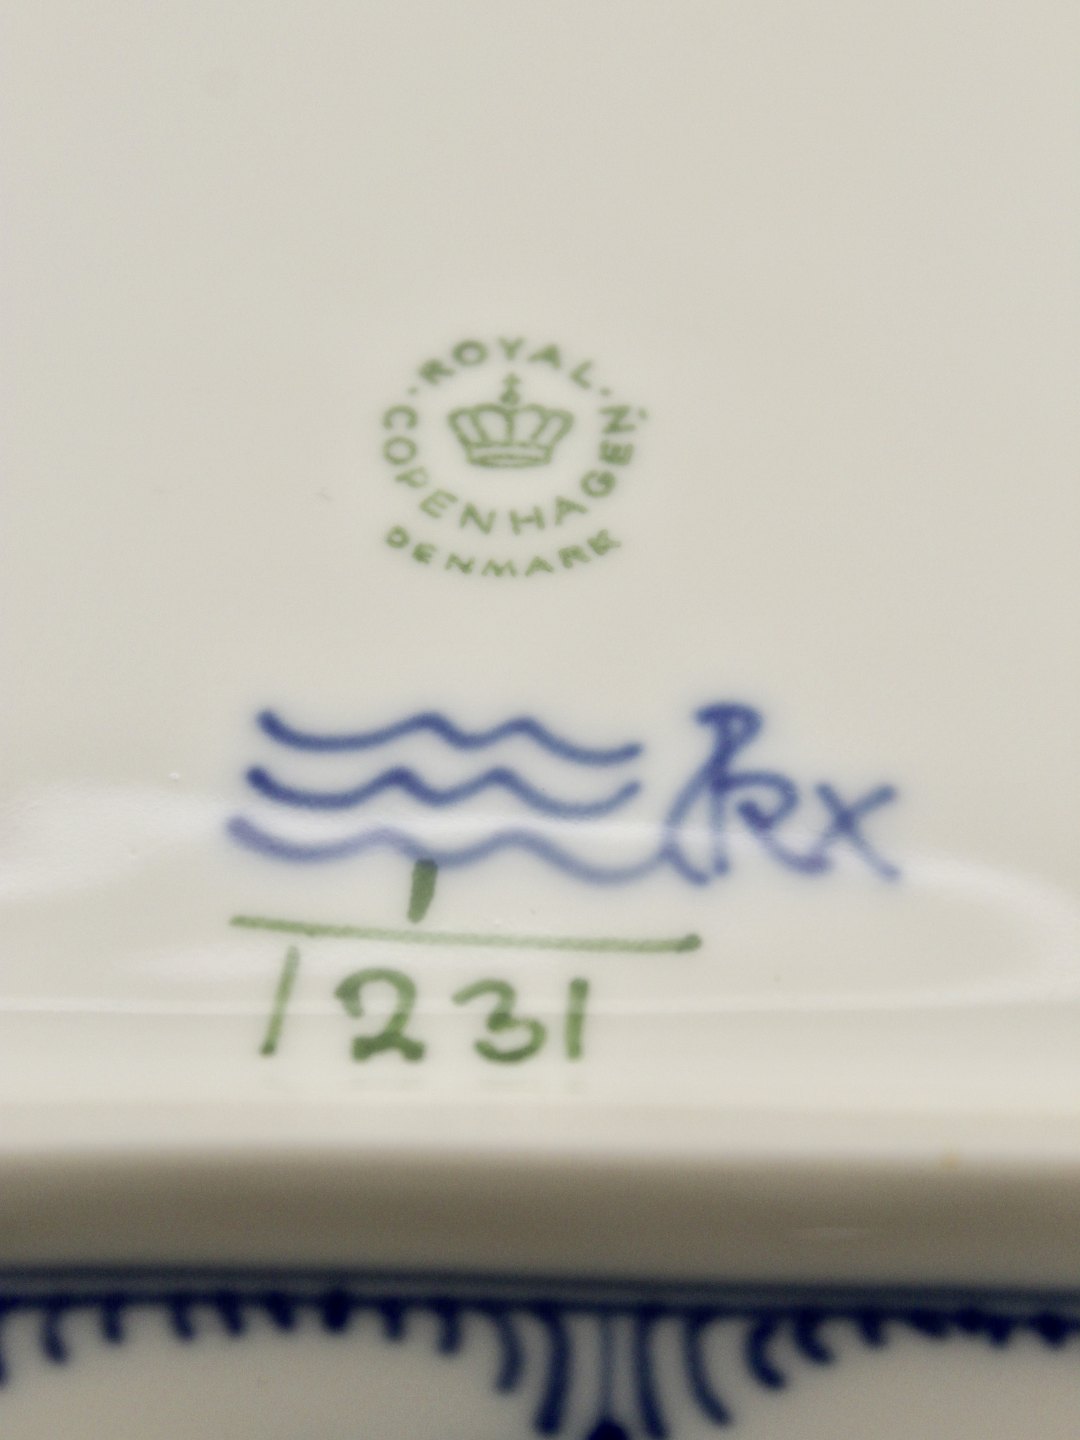 ROYAL
COPENHAGEN
DENMARK
1
1231